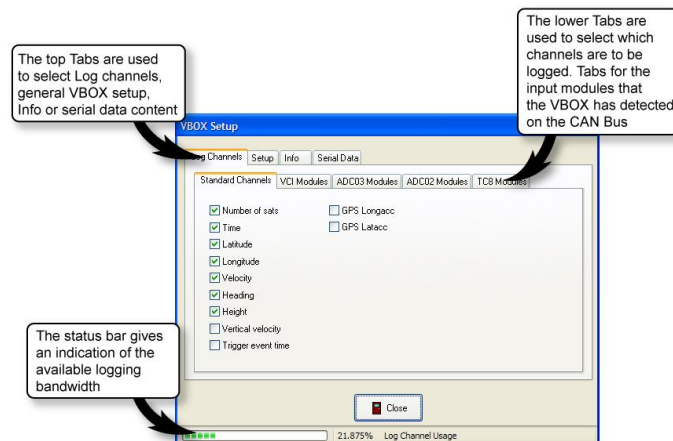 The top Tabs are used
to select Log channels,
general VBOX setup,
Info or serial data content
The lower Tabs are
used to select which
channels are to be
logged. Tabs for the
input modules that
the VBOX has detected
on the CAN Bus
VBOX Setup
Log Channels Setup Info Serial Data
Standard Channels VCI Modules ADC03 Modules ADC02 Modules TC8 Modules
Number of sats GPS Longacc
Time GPS Latacc
Latitude
Longitude
Velocity
Heading
Height
Vertical velocity
Trigger event time
The status bar gives
an indication of the
available logging
bandwidth
Close
21.875% Log Channel Usage